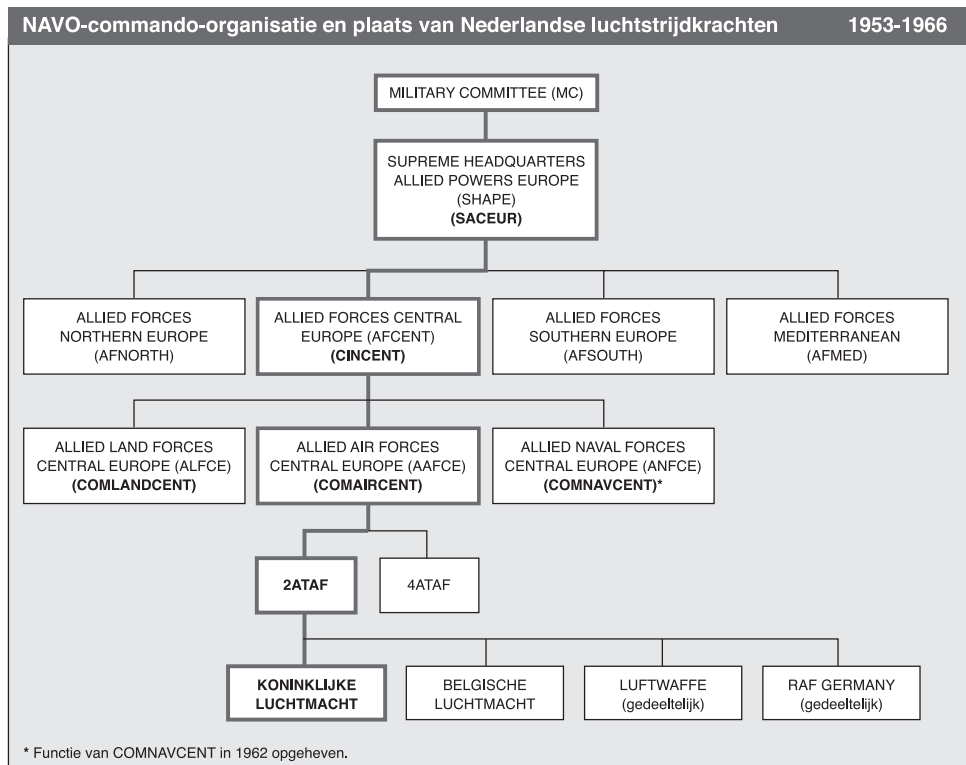 NAVO-commando-organisatie en plaats van Nederlandse luchtstrijdkrachten 1953-1966
MILITARY COMMITTEE (MC)
SUPREME HEADQUARTERS
ALLIED POWERS EUROPE
(SHAPE)
(SACEUR)
ALLIED FORCES
NORTHERN EUROPE
(AFNORTH)
ALLIED FORCES CENTRAL
EUROPE (AFCENT)
(CINCENT)
ALLIED FORCES
SOUTHERN EUROPE
(AFSOUTH)
ALLIED FORCES
MEDITERRANEAN
(AFMED)
ALLIED LAND FORCES
CENTRAL EUROPE (ALFCE)
(COMLANDCENT)
ALLIED AIR FORCES
CENTRAL EUROPE (AAFCE)
(COMAIRCENT)
ALLIED NAVAL FORCES
CENTRAL EUROPE (ANFCE)
(COMNAVCENT)*
2ATAF
4ATAF
KONINKLIJKE
LUCHTMACHT
BELGISCHE
LUCHTMACHT
LUFTWAFFE
(gedeeltelijk)
RAF GERMANY
(gedeeltelijk)
* Functie van COMNAVCENT in 1962 opgeheven.